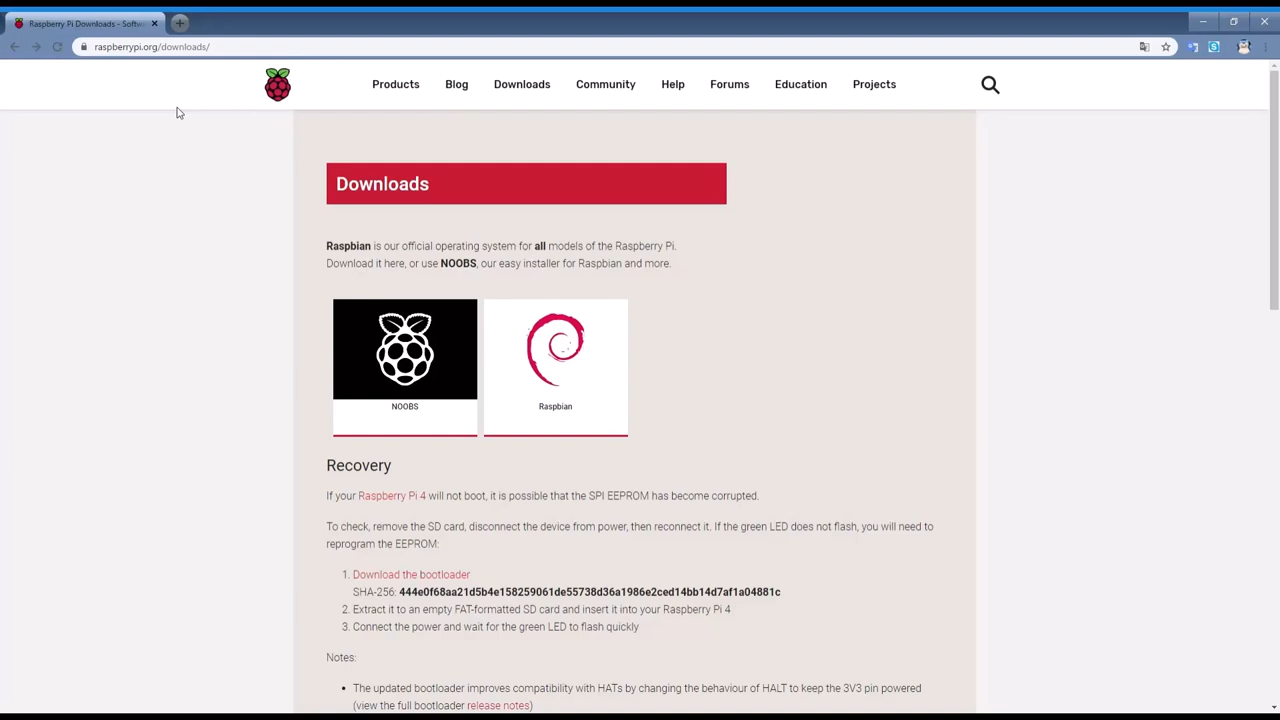 Raspberry Pi Downloads - Softw
raspberrypi.org/downloads/
Products Blog Downloads Community Help Forums Education Projects
Downloads
Raspbian is our official operating system for all models of the Raspberry Pi.
Download it here, or use NOOBS, our easy installer for Raspbian and more.
NOOBS
Raspbian
Recovery
If your Raspberry Pi 4 will not boot, it is possible that the SPI EEPROM has become corrupted.
To check, remove the SD card, disconnect the device from power, then reconnect it. If the green LED does not flash, you will need to
reprogram the EEPROM:
1. Download the bootloader
SHA-256: 444e0f68aa21d5b4e158259061de55738d36a1986e2ced14bb14d7af1a04881c
2. Extract it to an empty FAT-formatted SD card and insert it into your Raspberry Pi 4
3. Connect the power and wait for the green LED to flash quickly
Notes:
• The updated bootloader improves compatibility with HATs by changing the behaviour of HALT to keep the 3V3 pin powered
(view the full bootloader release notes)